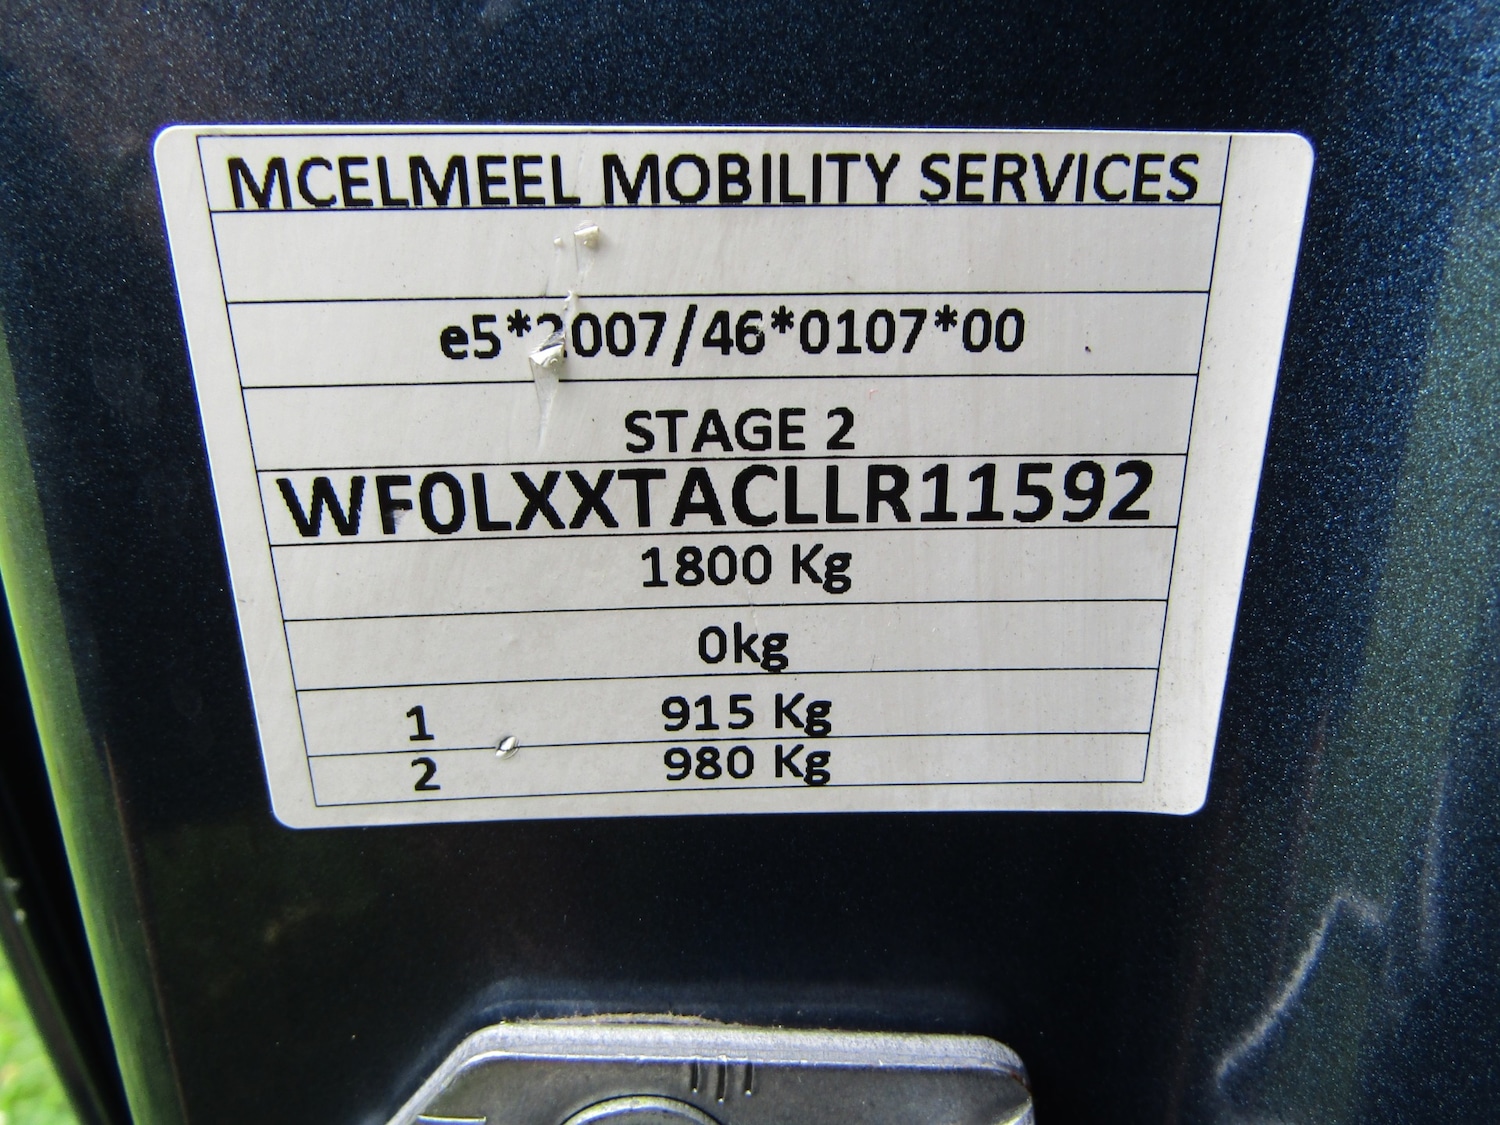 MCELMEEL MOBILITY SERVICES
e5*2007/46*0107*00
STAGE 2
WF0LXXTACLLR11592
1800 Kg
0kg
1 915 Kg
2 980 Kg